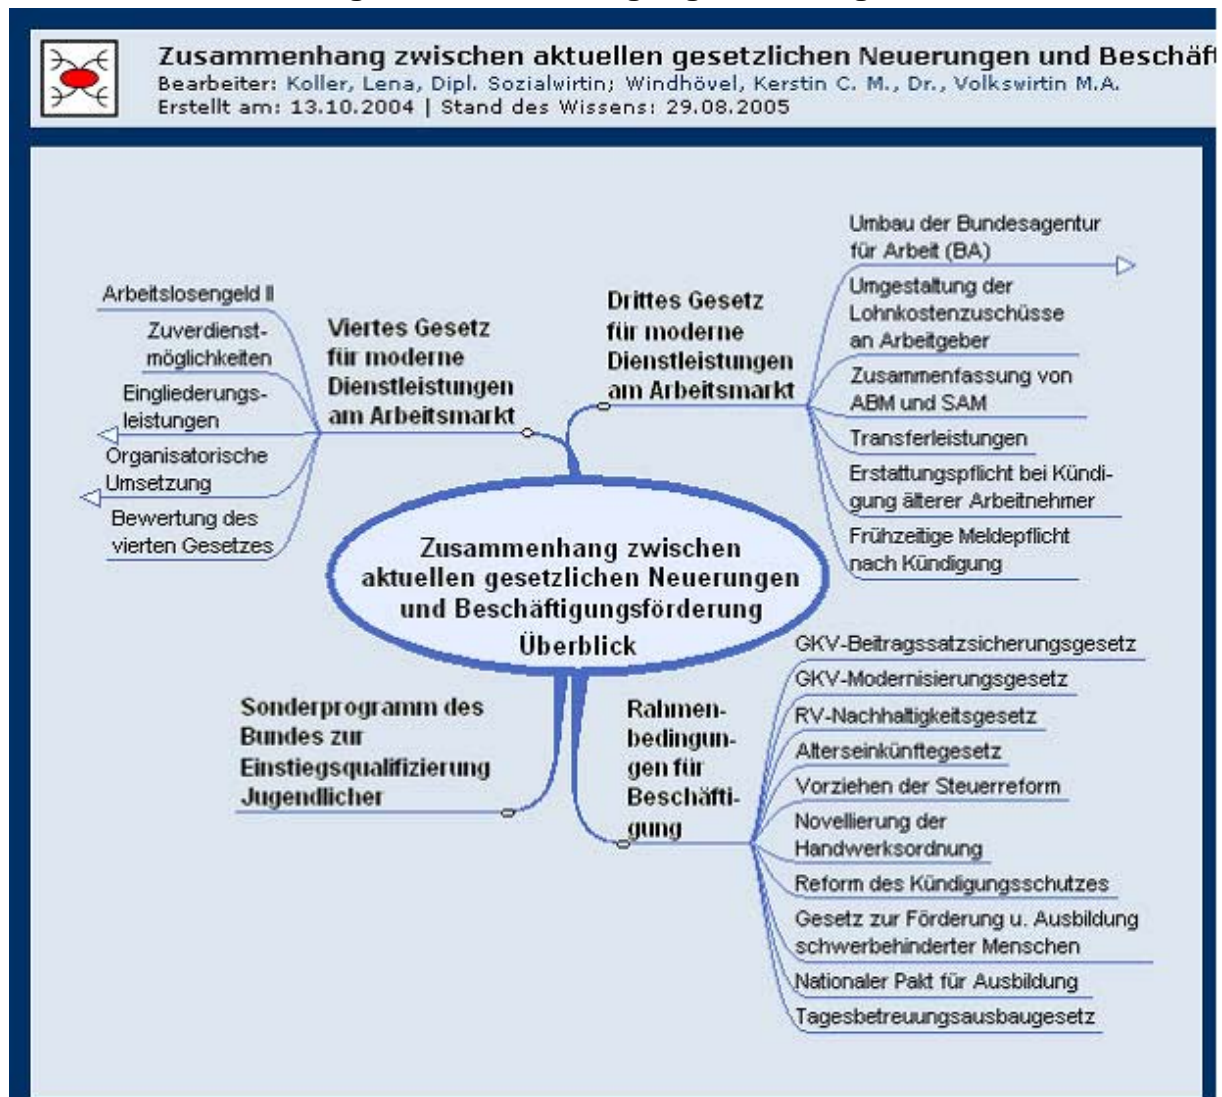 Zusammenhang zwischen aktuellen gesetzlichen Neuerungen und Beschäf
Bearbeiter: Koller, Lena, Dipl. Sozialwirtin; Windhövel, Kerstin C. M., Dr., Volkswirtin M.A.
Erstellt am: 13.10.2004 | Stand des Wissens: 29.08.2005
Arbeitslosengeld II
Zuverdienst-
möglichkeiten
Eingliederungs-
leistungen
Organisatorische
Umsetzung
Bewertung des
vierten Gesetzes
Viertes Gesetz
für moderne
Dienstleistungen
am Arbeitsmarkt
Drittes Gesetz
für moderne
Dienstleistungen
am Arbeitsmarkt
Umbau der Bundesagentur
für Arbeit (BA)
Umgestaltung der
Lohnkostenzuschüsse
an Arbeitgeber
Zusammenfassung von
ABM und SAM
Transferleistungen
Erstattungspflicht bei Kündi-
gung älterer Arbeitnehmer
Frühzeitige Meldepflicht
nach Kündigung
Zusammenhang zwischen
aktuellen gesetzlichen Neuerungen
und Beschäftigungsförderung
Überblick
Sonderprogramm des
Bundes zur
Einstiegsqualifizierung
Jugendlicher
Rahmen-
bedingun-
gen für
Beschäfti-
gung
GKV-Beitragssatzsicherungsgesetz
GKV-Modernisierungsgesetz
RV-Nachhaltigkeitsgesetz
Alterseinkünftegesetz
Vorziehen der Steuerreform
Novellierung der
Handwerksordnung
Reform des Kündigungsschutzes
Gesetz zur Förderung u. Ausbildung
schwerbehinderter Menschen
Nationaler Pakt für Ausbildung
Tagesbetreuungsausbaugesetz